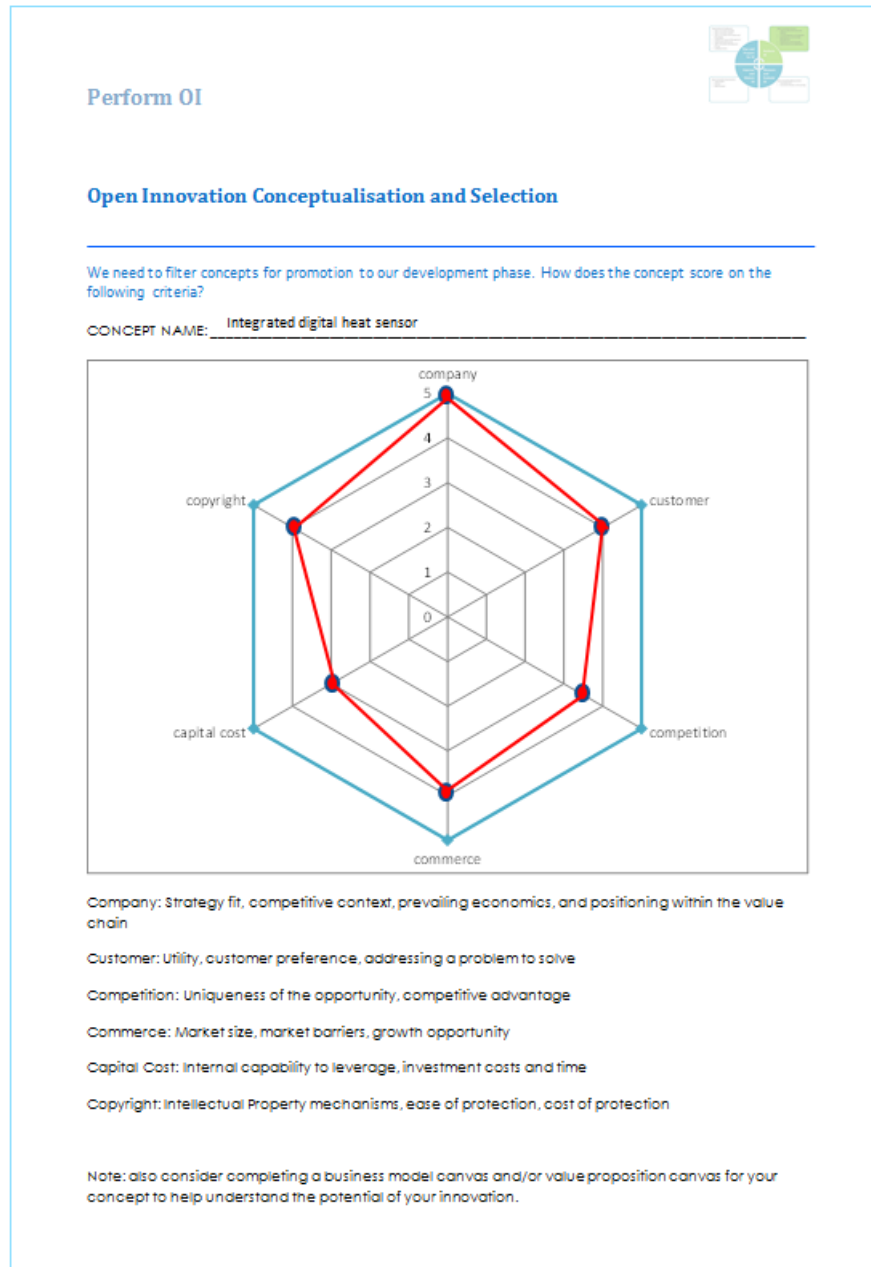 Perform OI
Open Innovation Conceptualisation and Selection
We need to filter concepts for promotion to our development phase. How does the concept score on the
following criteria?
CONCEPT NAME: Integrated digital heat sensor
company
5
4
copyright
3
customer
2
1
0
capital cost
competition
commerce
Company: Strategy fit, competitive context, prevailing economics, and positioning within the value
chain
Customer: Utility, customer preference, addressing a problem to solve
Competition: Uniqueness of the opportunity, competitive advantage
Commerce: Market size, market barriers, growth opportunity
Capital Cost: Internal capability to leverage, investment costs and time
Copyright: Intellectual Property mechanisms, ease of protection, cost of protection
Note: also consider completing a business model canvas and/or value proposition canvas for your
concept to help understand the potential of your innovation.